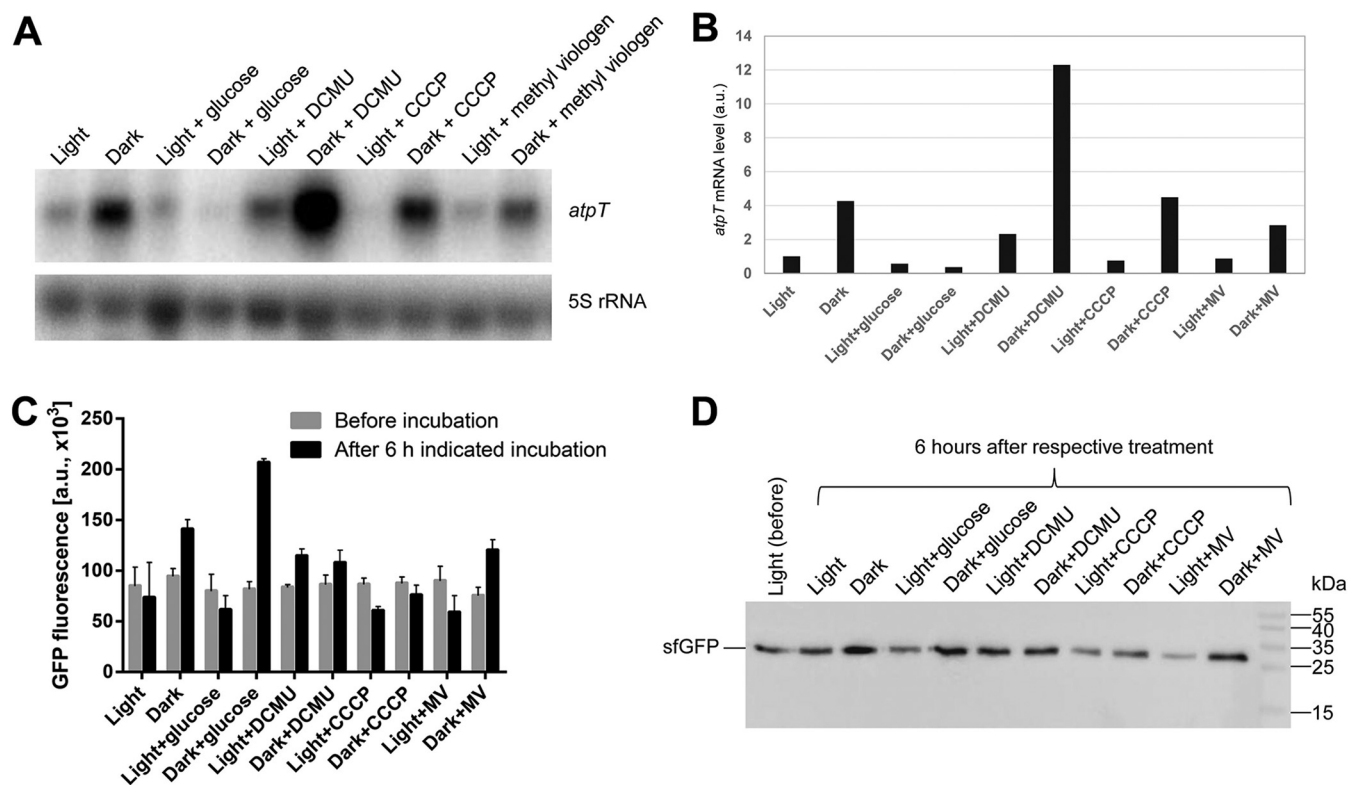 A
Light
Dark
Light + glucose
Dark + glucose
Light + DCMU
Dark + DCMU
Light + CCCP
Dark + CCCP
Light + methyl viologen
Dark + methyl viologen
atpT
5S rRNA
B
atpT mRNA level (a.u.)
14
12
10
8
6
4
2
0
Light
Dark
Light+glucose
Dark+glucose
Light+DCMU
Dark+DCMU
Light+CCCP
Dark+CCCP
Light+MV
Dark+MV
C
GFP fluorescence [a.u., x10³]
250
200
150
100
50
0
Before incubation
After 6 h indicated incubation
Light
Dark
Light+glucose
Dark+glucose
Light+DCMU
Dark+DCMU
Light+CCCP
Dark+CCCP
Light+MV
Dark+MV
D
6 hours after respective treatment
Light (before)
Light
Dark
Light+glucose
Dark+glucose
Light+DCMU
Dark+DCMU
Light+CCCP
Dark+CCCP
Light+MV
Dark+MV
kDa
55
40
35
25
15
sfGFP